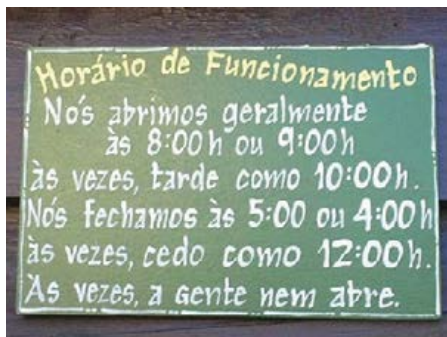 Horário de Funcionamento
Nós abrimos geralmente
às 8:00h ou 9:00h
às vezes, tarde como 10:00h.
Nós fechamos às 5:00 ou 4:00h
às vezes, cedo como 12:00h.
Às vezes, a gente nem abre.